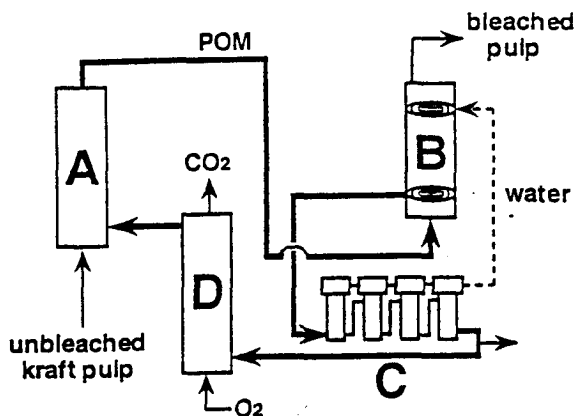 bleached
pulp
POM
A
B
CO2
water
D
unbleached
kraft pulp
C
O2